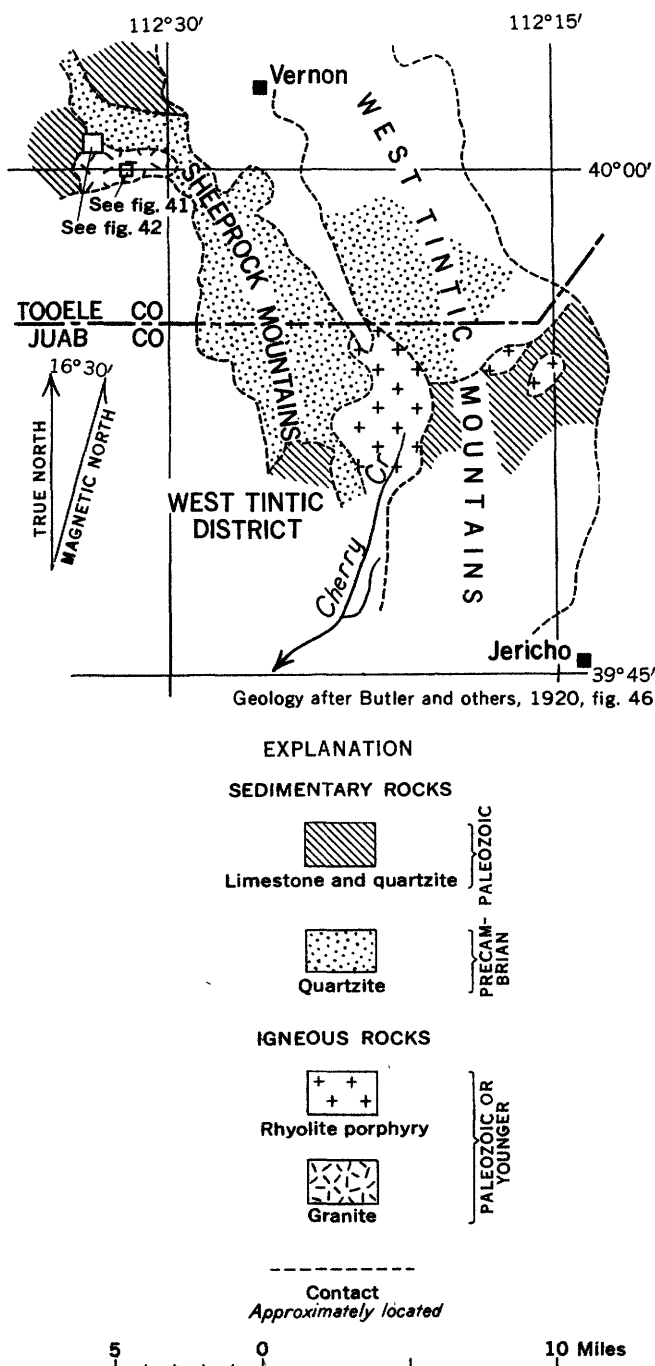 112°30′
112°15′
Vernon
WEST TINTIC MOUNTAINS
40°00′
SHEEPROCK MOUNTAINS
See fig. 41
See fig. 42
TOOELE CO
JUAB CO
16°30′
TRUE NORTH
MAGNETIC NORTH
WEST TINTIC
DISTRICT
Cherry Cr
Jericho
39°45′
Geology after Butler and others, 1920, fig. 46
EXPLANATION
SEDIMENTARY ROCKS
Limestone and quartzite
PALEOZOIC
Quartzite
PRECAM-
BRIAN
IGNEOUS ROCKS
Rhyolite porphyry
Granite
PALEOZOIC OR
YOUNGER
Contact
Approximately located
5 0 10 Miles